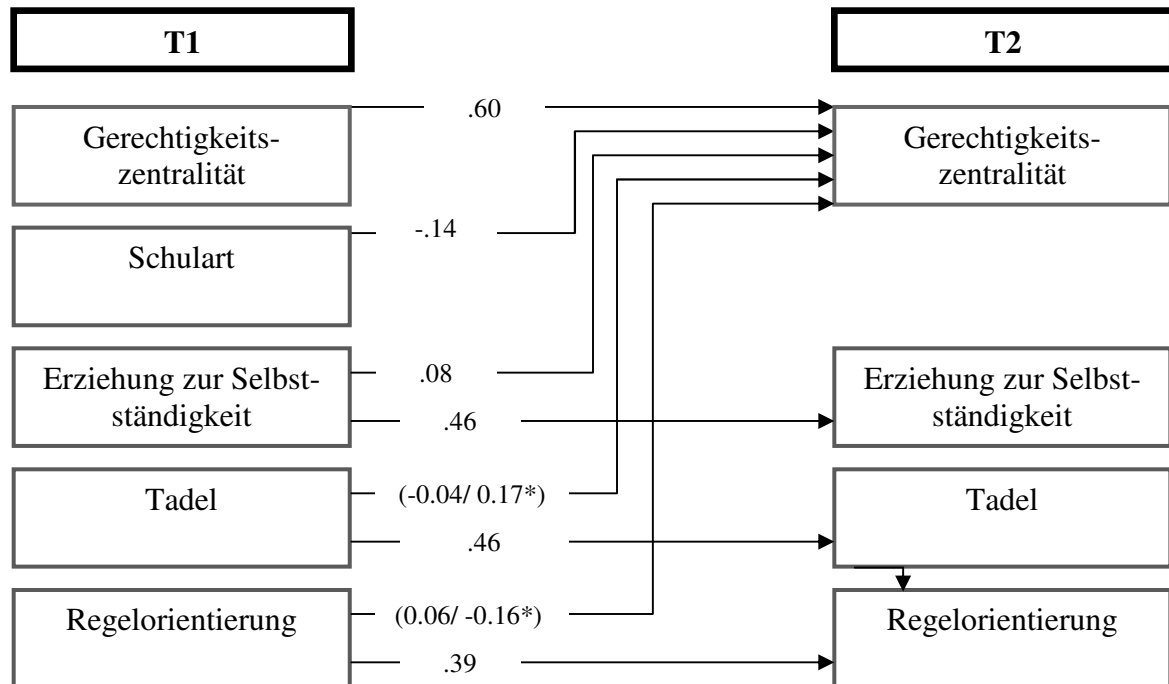 T1
T2
.60
Gerechtigkeits-
zentralität
Gerechtigkeits-
zentralität
-.14
Schulart
Erziehung zur Selbst-
ständigkeit
.08
.46
Erziehung zur Selbst-
ständigkeit
Tadel
(-0.04/ 0.17*)
.46
Tadel
Regelorientierung
(0.06/ -0.16*)
.39
Regelorientierung